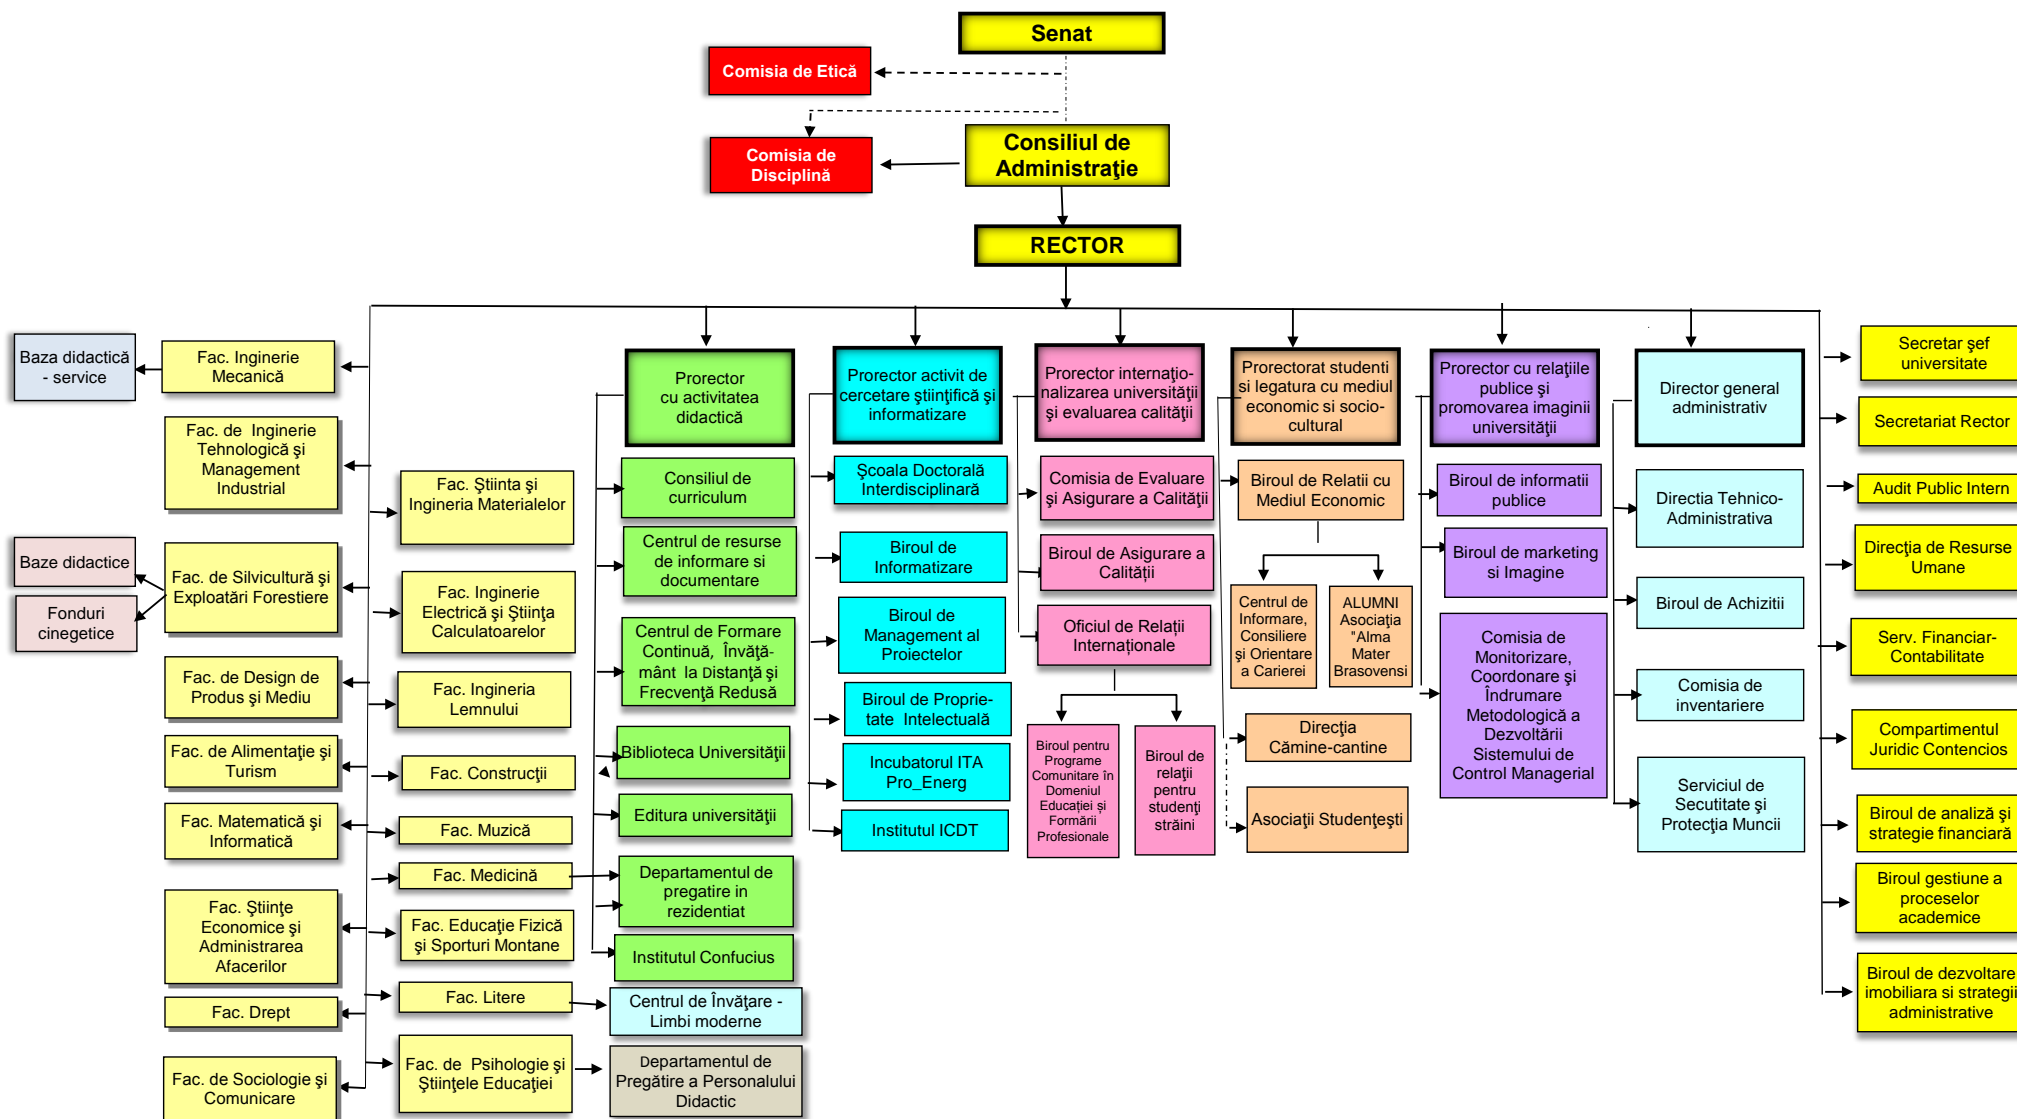 Senat
Comisia de Etică
Consiliul de
Administraţie
Comisia de
Disciplină
RECTOR
Baza didactică
- service
Fac. Inginerie
Mecanică
Fac. de  Inginerie
Tehnologică şi
Management
Industrial
Baze didactice
Fonduri
cinegetice
Fac. de Silvicultură şi
Exploatări Forestiere
Fac. de Design de
Produs şi Mediu
Fac. de Alimentaţie şi
Turism
Fac. Matematică şi
Informatică
Fac. Ştiinţe
Economice şi
Administrarea
Afacerilor
Fac. Drept
Fac. de Sociologie şi
Comunicare
Fac. Ştiinta şi
Ingineria Materialelor
Fac. Inginerie
Electrică şi Ştiinţa
Calculatoarelor
Fac. Ingineria
Lemnului
Fac. Construcţii
Fac. Muzică
Fac. Medicină
Fac. Educaţie Fizică
şi Sporturi Montane
Fac. Litere
Fac. de  Psihologie şi
Ştiinţele Educaţiei
Prorector
cu activitatea
didactică
Consiliul de
curriculum
Centrul de resurse
de informare si
documentare
Centrul de Formare
Continuă, Învăţă-
mânt  la Distanţă şi
Frecvenţă Redusă
Biblioteca Universităţii
Editura universităţii
Departamentul de
pregatire in
rezidentiat
Institutul Confucius
Centrul de Învăţare -
Limbi moderne
Departamentul de
Pregătire a Personalului
Didactic
Prorector activit de
cercetare ştiinţifică şi
informatizare
Şcoala Doctorală
Interdisciplinară
Biroul de
Informatizare
Biroul de
Management al
Proiectelor
Biroul de Proprie-
tate  Intelectuală
Incubatorul ITA
Pro_Energ
Institutul ICDT
Prorector internaţio-
nalizarea universităţii
şi evaluarea calităţii
Comisia de Evaluare
şi Asigurare a Calităţii
Biroul de Asigurare a
Calităţii
Oficiul de Relații
Internaționale
Biroul pentru
Programe
Comunitare în
Domeniul
Educației și
Formării
Profesionale
Biroul de
relaţii
pentru
studenţi
străini
Prorectorat studenti
si legatura cu mediul
economic si socio-
cultural
Biroul de Relatii cu
Mediul Economic
Centrul de
Informare,
Consiliere
şi Orientare
a Carierei
ALUMNI
Asociaţia
"Alma
Mater
Brasovensi
Direcţia
Cămine-cantine
Asociaţii Studenţeşti
Prorector cu relaţiile
publice şi
promovarea imaginii
universităţii
Biroul de informatii
publice
Biroul de marketing
si Imagine
Comisia de
Monitorizare,
Coordonare şi
Îndrumare
Metodologică a
Dezvoltării
Sistemului de
Control Managerial
Director general
administrativ
Directia Tehnico-
Administrativa
Biroul de Achizitii
Comisia de
inventariere
Serviciul de
Secutitate şi
Protecţia Muncii
Secretar şef
universitate
Secretariat Rector
Audit Public Intern
Direcţia de Resurse
Umane
Serv. Financiar-
Contabilitate
Compartimentul
Juridic Contencios
Biroul de analiză şi
strategie financiară
Biroul gestiune a
proceselor
academice
Biroul de dezvoltare
imobiliara si strategii
administrative